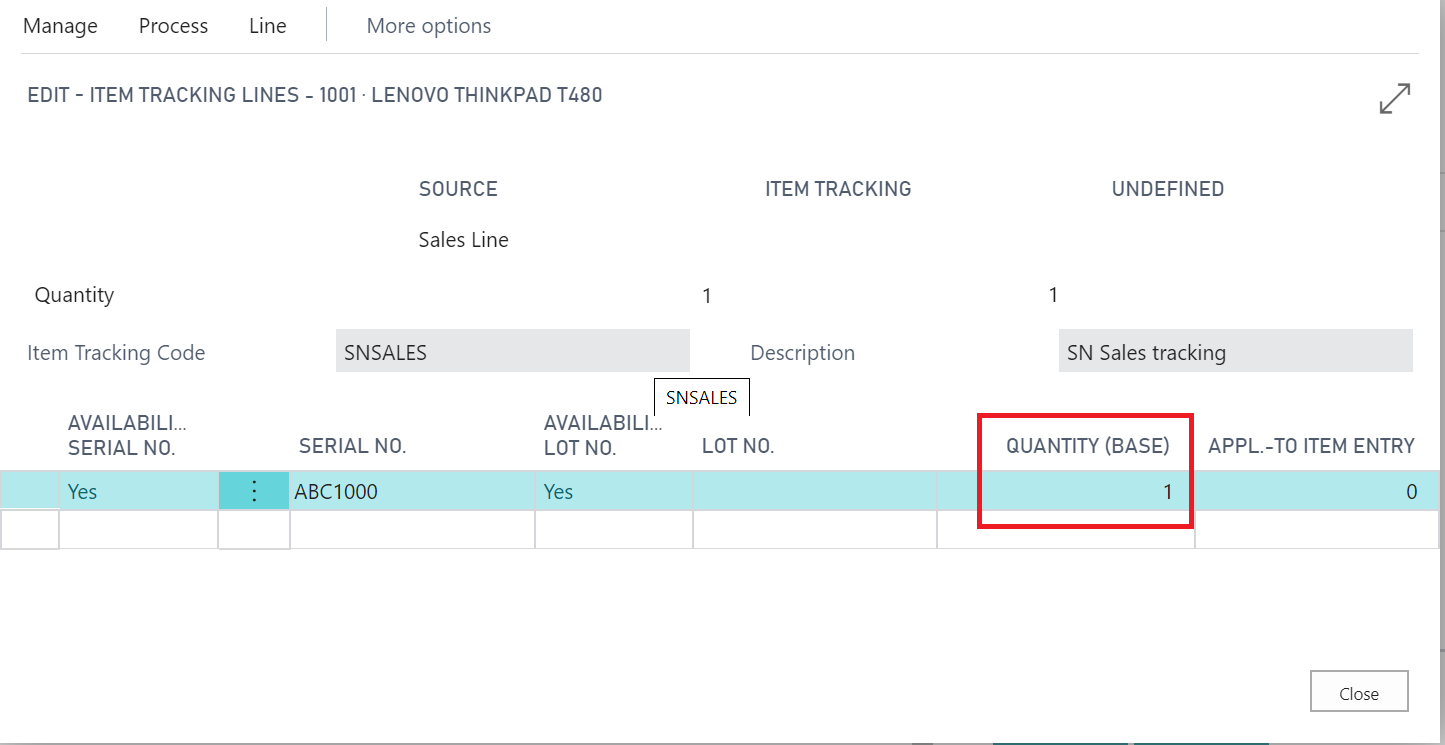 Manage Process Line More options
EDIT - ITEM TRACKING LINES - 1001 · LENOVO THINKPAD T480
SOURCE ITEM TRACKING UNDEFINED
Sales Line
Quantity 1 1
Item Tracking Code SNSALES Description SN Sales tracking
SNSALES
AVAILABILI... SERIAL NO. SERIAL NO. AVAILABILI... LOT NO. LOT NO. QUANTITY (BASE) APPL.-TO ITEM ENTRY
Yes ⋮ ABC1000 Yes 1 0
Close